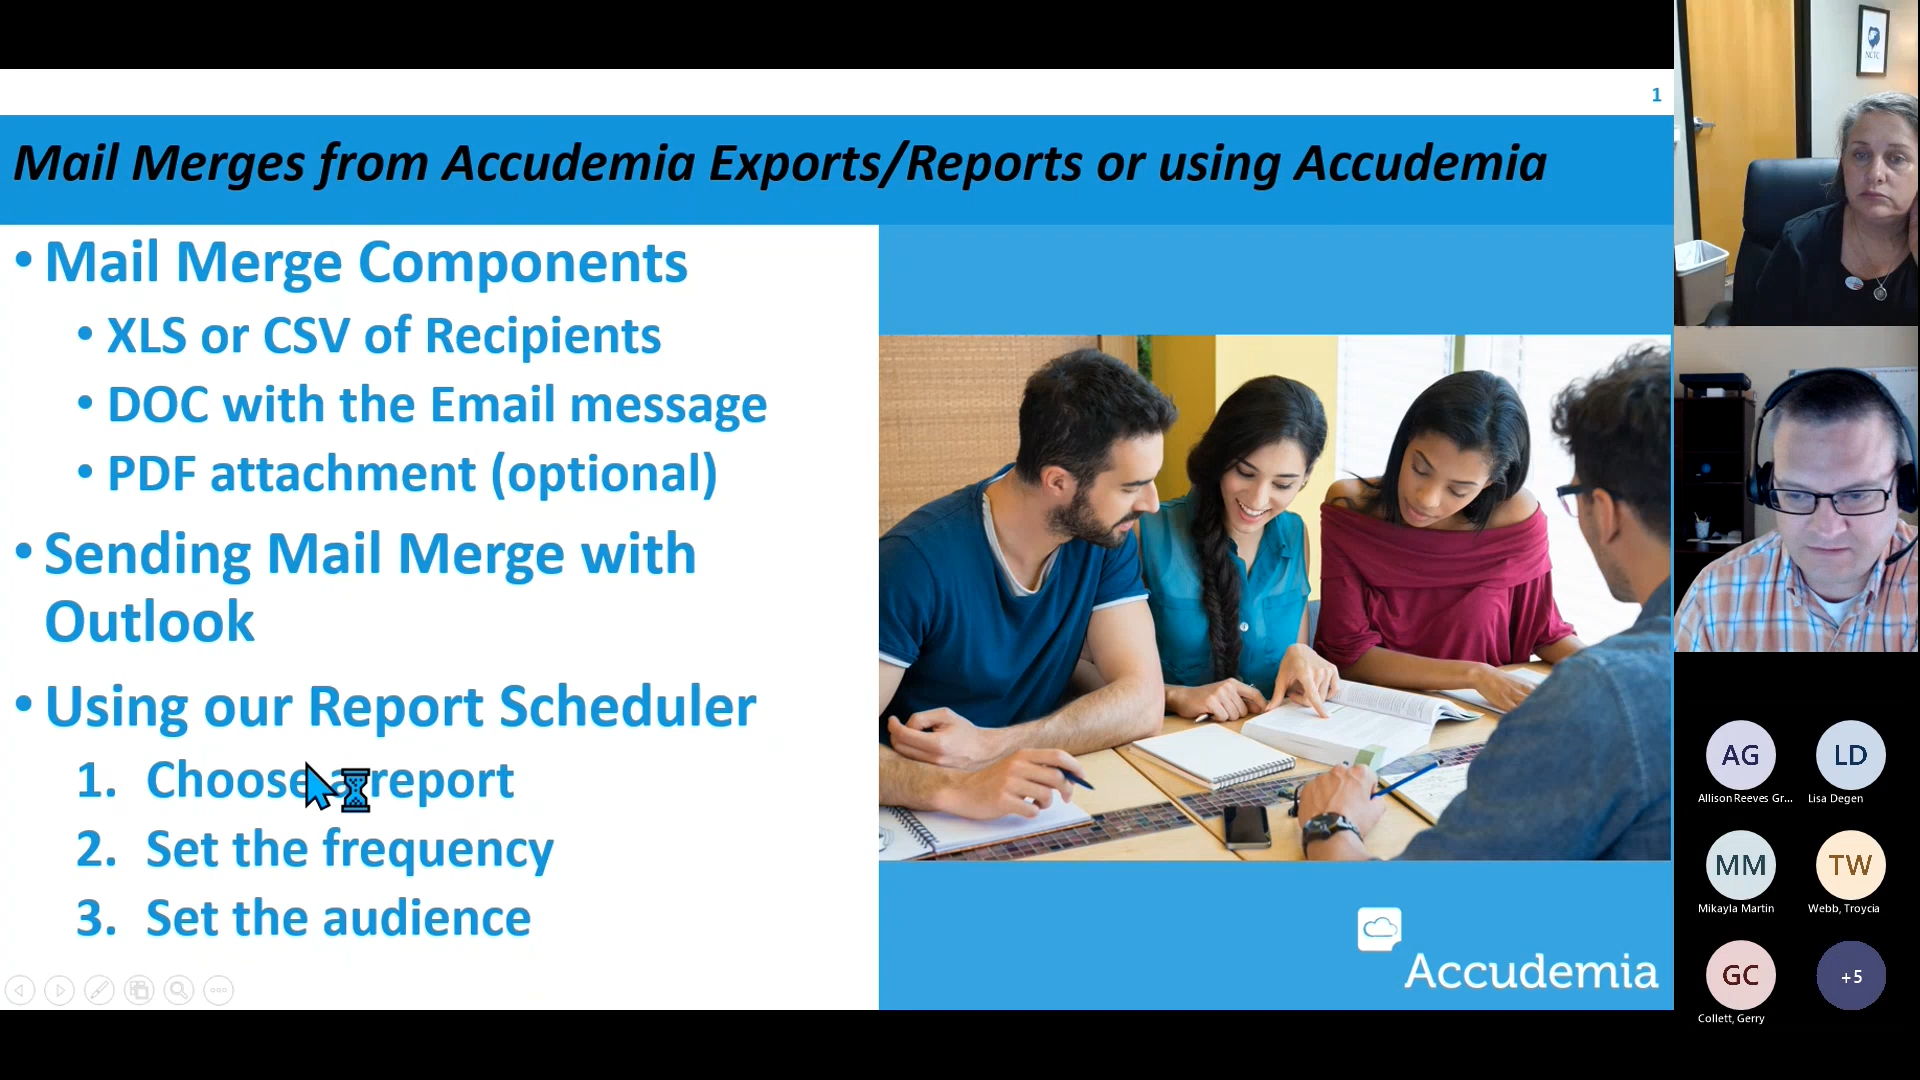 1
Mail Merges from Accudemia Exports/Reports or using Accudemia
• Mail Merge Components
• XLS or CSV of Recipients
• DOC with the Email message
• PDF attachment (optional)
• Sending Mail Merge with
Outlook
• Using our Report Scheduler
1. Choose a report
2. Set the frequency
3. Set the audience
Accudemia
NCTC
AG
LD
Allison Reeves Gr...
Lisa Degen
MM
TW
Mikayla Martin
Webb, Troycia
GC
+5
Collett, Gerry